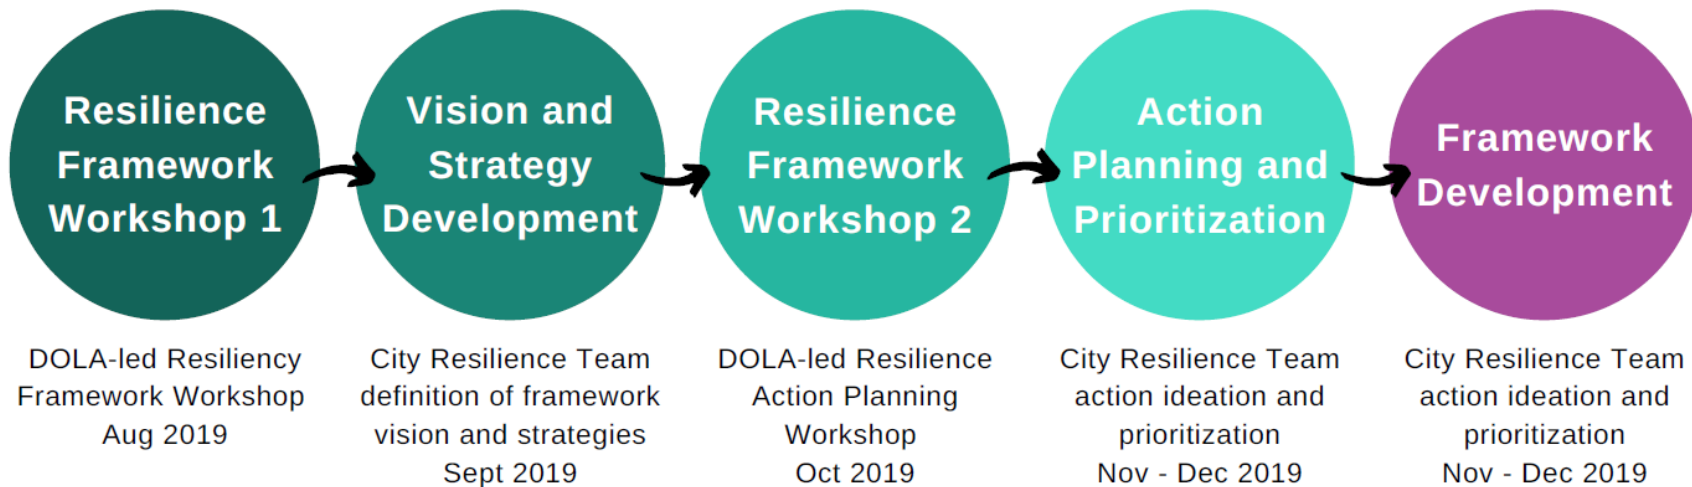 Resilience
Framework
Workshop 1
DOLA-led Resiliency
Framework Workshop
Aug 2019
Vision and
Strategy
Development
City Resilience Team
definition of framework
vision and strategies
Sept 2019
Resilience
Framework
Workshop 2
DOLA-led Resilience
Action Planning
Workshop
Oct 2019
Action
Planning and
Prioritization
City Resilience Team
action ideation and
prioritization
Nov - Dec 2019
Framework
Development
City Resilience Team
action ideation and
prioritization
Nov - Dec 2019